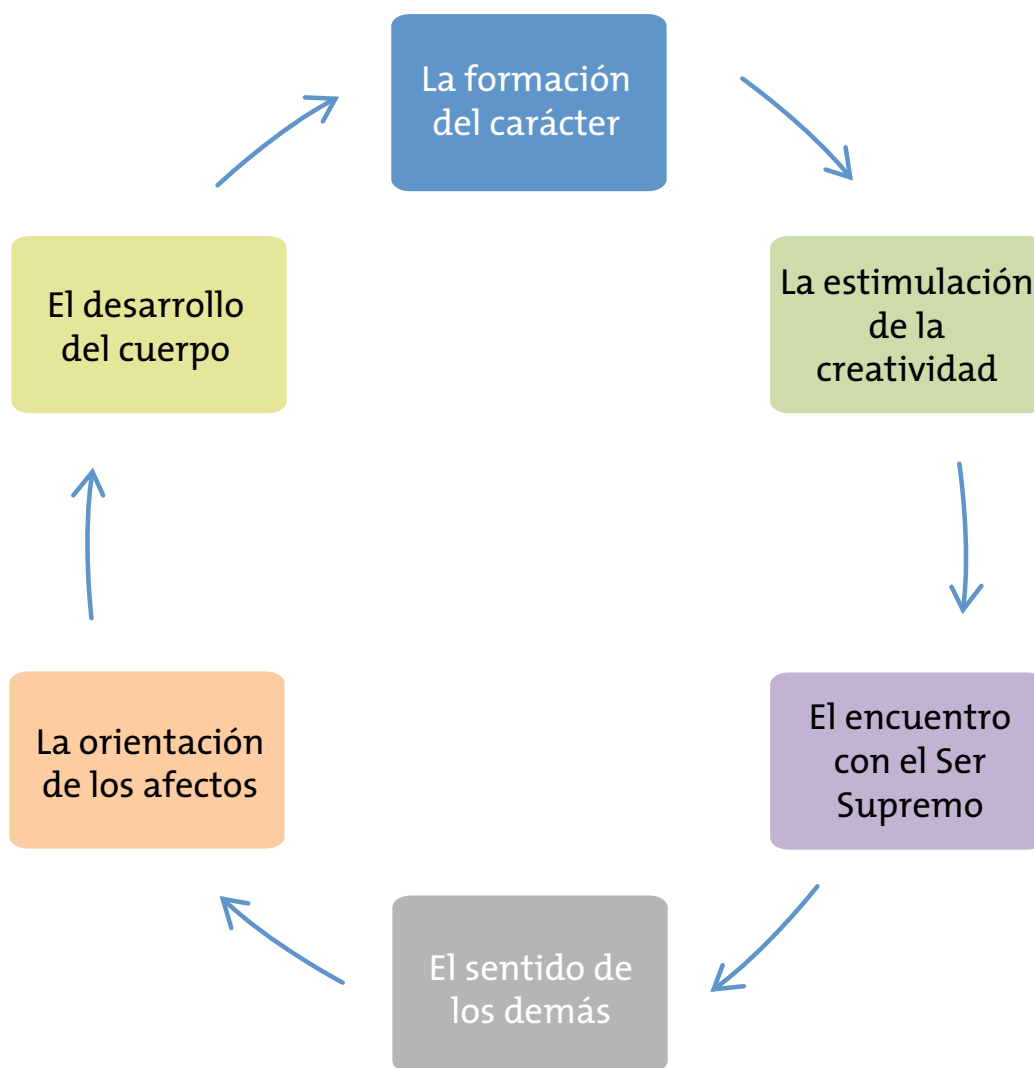 La formación
del carácter
La estimulación
de la
creatividad
El encuentro
con el Ser
Supremo
El sentido de
los demás
La orientación
de los afectos
El desarrollo
del cuerpo